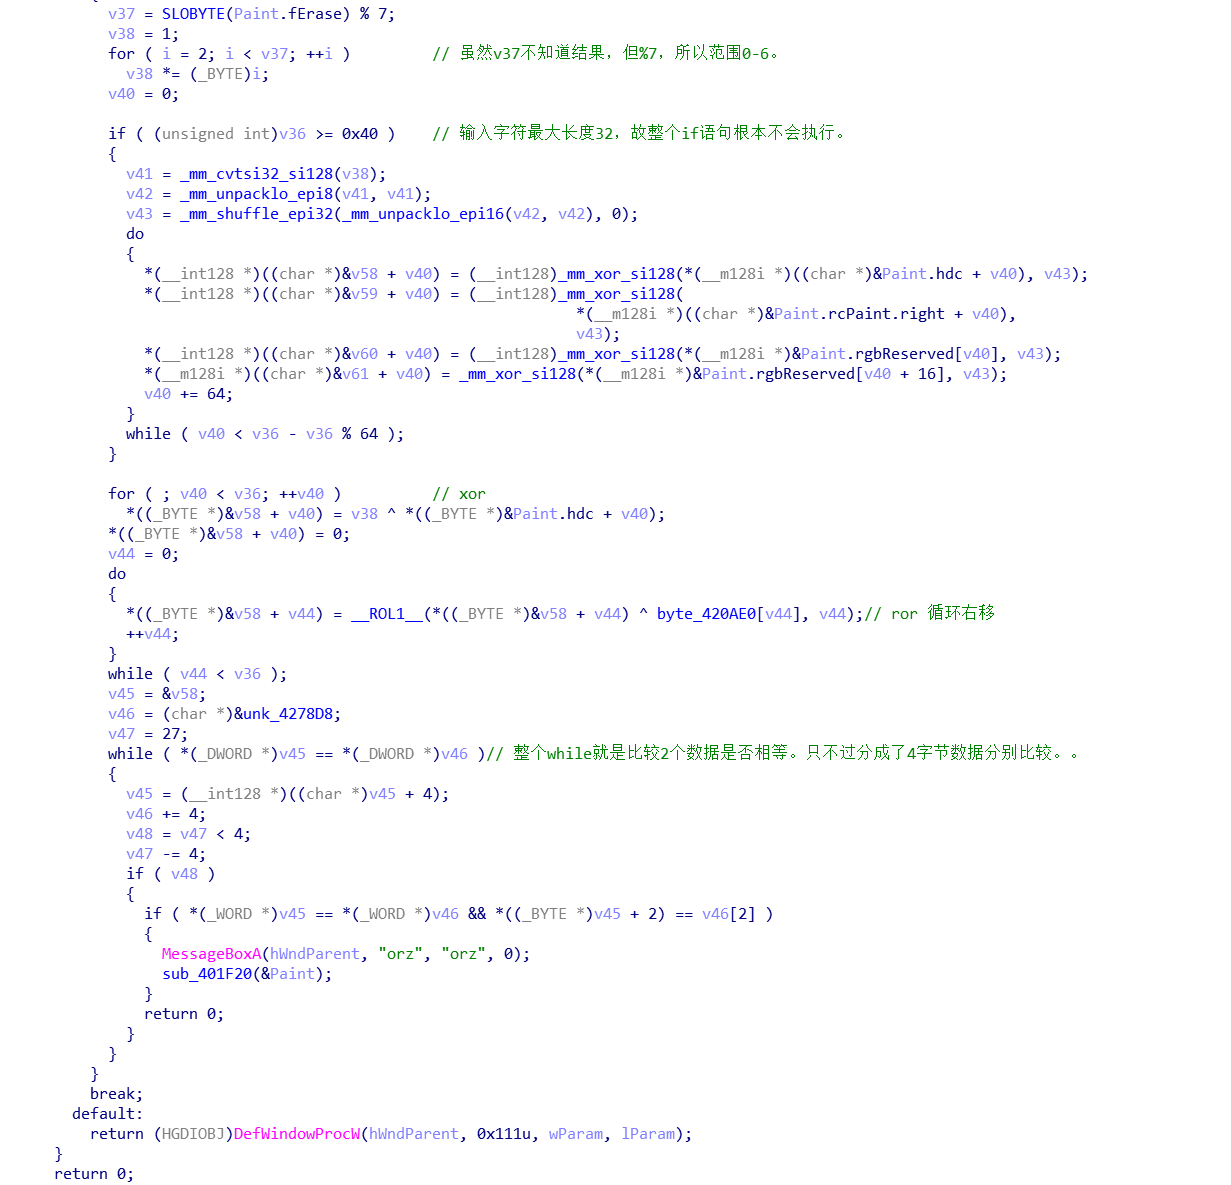 {
v37 = SLOBYTE(Paint.fErase) % 7;
v38 = 1;
for ( i = 2; i < v37; ++i )         // 虽然v37不知道结果，但%7，所以范围0-6。
  v38 *= (_BYTE)i;
v40 = 0;
if ( (unsigned int)v36 >= 0x40 )    // 输入字符最大长度32，故整个if语句根本不会执行。
{
  v41 = _mm_cvtsi32_si128(v38);
  v42 = _mm_unpacklo_epi8(v41, v41);
  v43 = _mm_shuffle_epi32(_mm_unpacklo_epi16(v42, v42), 0);
  do
  {
    *(__int128 *)((char *)&v58 + v40) = (__int128)_mm_xor_si128(*(__m128i *)((char *)&Paint.hdc + v40), v43);
    *(__int128 *)((char *)&v59 + v40) = (__int128)_mm_xor_si128(
                                                    *(__m128i *)((char *)&Paint.rcPaint.right + v40),
                                                    v43);
    *(__int128 *)((char *)&v60 + v40) = (__int128)_mm_xor_si128(*(__m128i *)&Paint.rgbReserved[v40], v43);
    *(__m128i *)((char *)&v61 + v40) = _mm_xor_si128(*(__m128i *)&Paint.rgbReserved[v40 + 16], v43);
    v40 += 64;
  }
  while ( v40 < v36 - v36 % 64 );
}
for ( ; v40 < v36; ++v40 )          // xor
  *((_BYTE *)&v58 + v40) = v38 ^ *((_BYTE *)&Paint.hdc + v40);
*((_BYTE *)&v58 + v40) = 0;
v44 = 0;
do
{
  *((_BYTE *)&v58 + v44) = __ROL1__(*((_BYTE *)&v58 + v44) ^ byte_420AE0[v44], v44);// ror 循环右移
  ++v44;
}
while ( v44 < v36 );
v45 = &v58;
v46 = (char *)&unk_4278D8;
v47 = 27;
while ( *(_DWORD *)v45 == *(_DWORD *)v46 )// 整个while就是比较2个数据是否相等。只不过分成了4字节数据分别比较。。
{
  v45 = (__int128 *)((char *)v45 + 4);
  v46 += 4;
  v48 = v47 < 4;
  v47 -= 4;
  if ( v48 )
  {
    if ( *(_WORD *)v45 == *(_WORD *)v46 && *((_BYTE *)v45 + 2) == v46[2] )
    {
      MessageBoxA(hWndParent, "orz", "orz", 0);
      sub_401F20(&Paint);
    }
    return 0;
  }
}
}
break;
default:
return (HGDIOBJ)DefWindowProcW(hWndParent, 0x111u, wParam, lParam);
}
return 0;